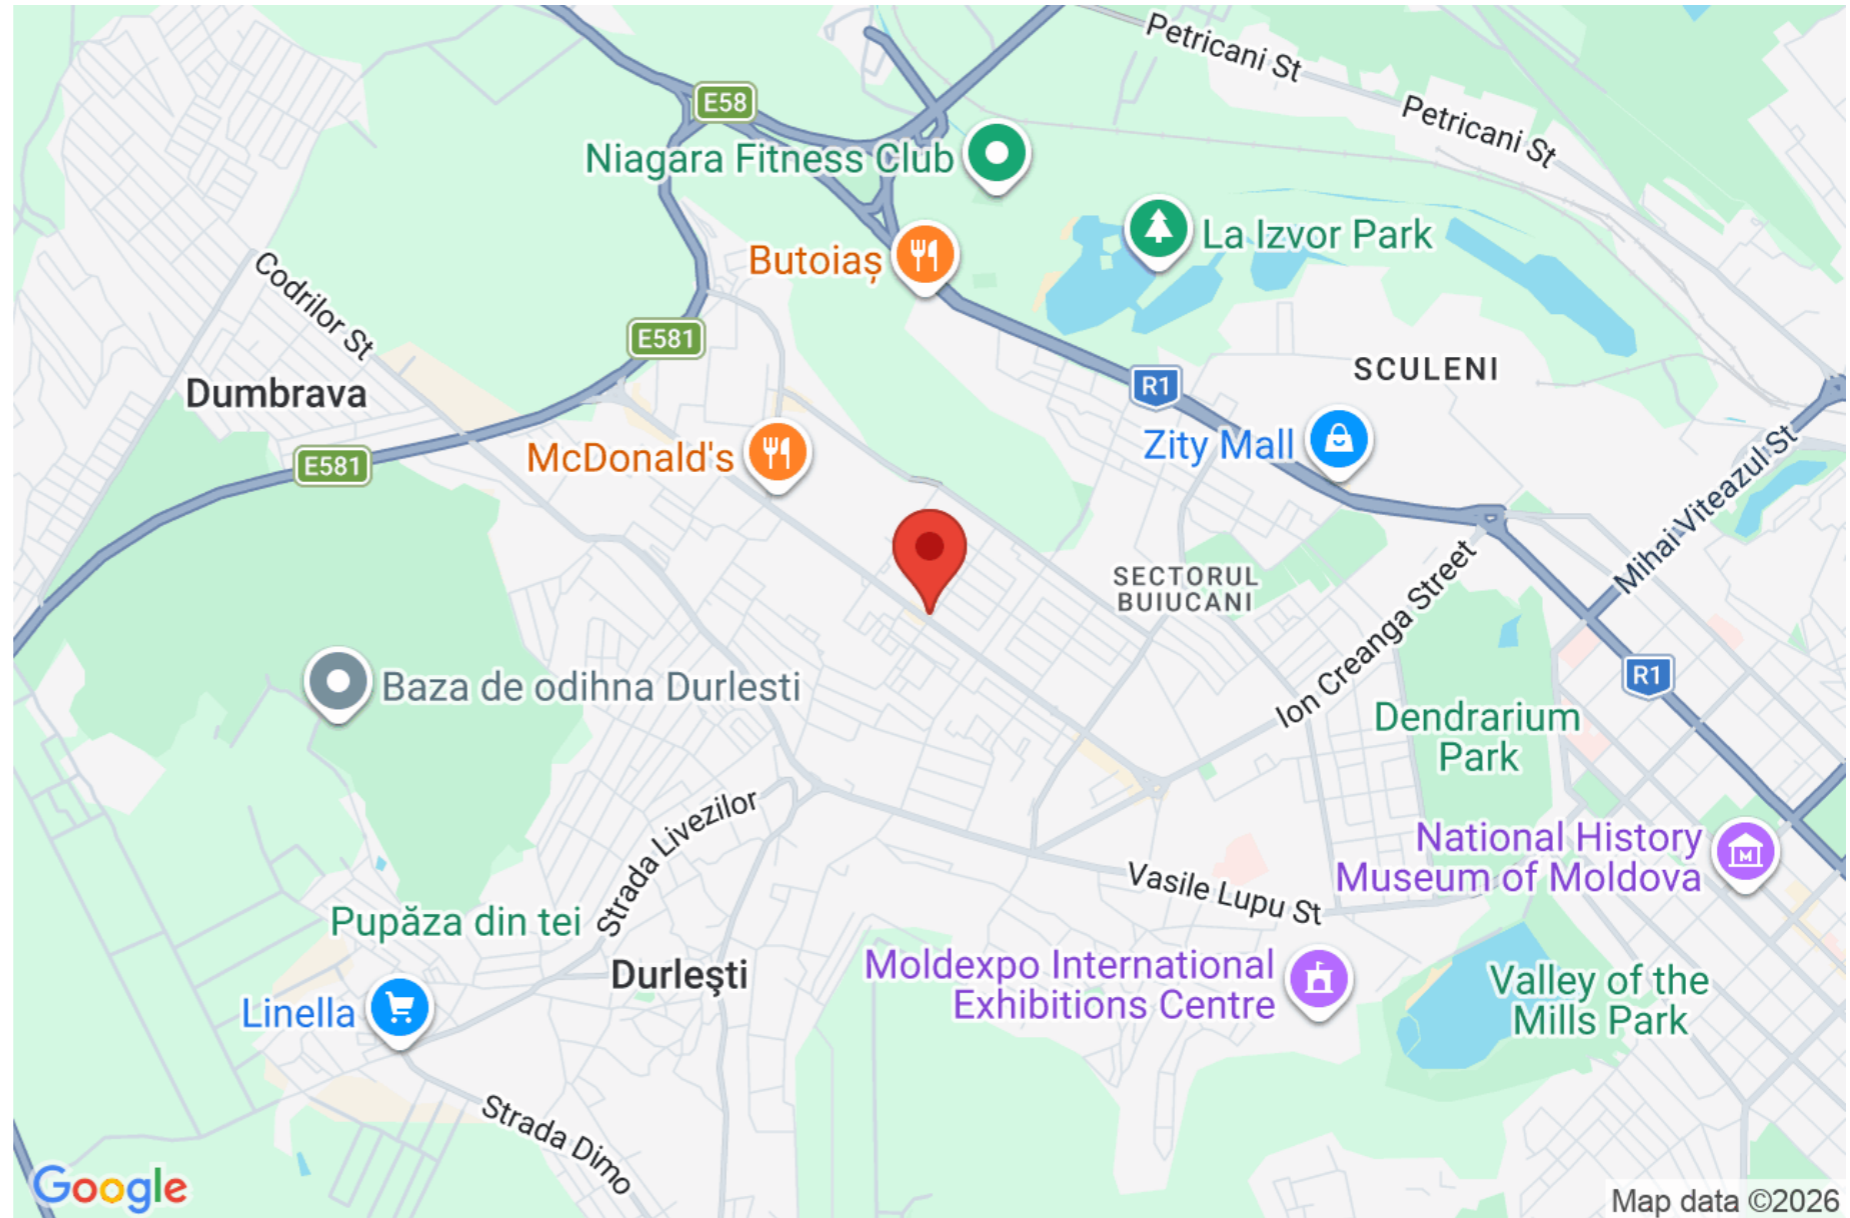 Petricani St
Petricani St
E58
Niagara Fitness Club
La Izvor Park
Butoiaș
Codrilor St
E581
SCULENI
R1
Dumbrava
Zity Mall
McDonald's
E581
Mihai Viteazul St
SECTORUL
BUIUCANI
Ion Creanga Street
R1
Baza de odihna Durlesti
Dendrarium
Park
Strada Livezilor
National History
Museum of Moldova
M
Vasile Lupu St
Pupăza din tei
Durleşti
Moldexpo International
Exhibitions Centre
Valley of the
Mills Park
Linella
Strada Dimo
Google
Map data ©2026